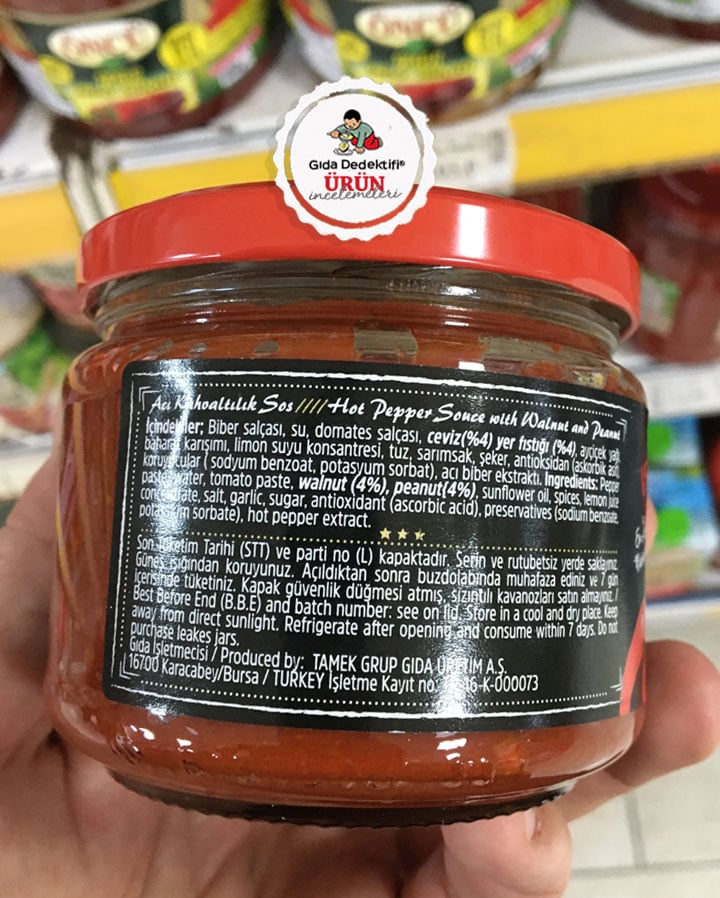 ÖNCÜ
Gıda Dedektifi®
ÜRÜN
incelemeleri
Acı Kahvaltılık Sos //// Hot Pepper Souce with Walnut and Peanut
İçindekiler; Biber salçası, su, domates salçası, ceviz(%4) yer fıstığı (%4), ayçiçek yağı,
baharat karışımı, limon suyu konsantresi, tuz, sarımsak, şeker, antioksidan (askorbik asit),
koruyucular ( sodyum benzoat, potasyum sorbat), acı biber ekstraktı. Ingredients: Pepper
paste, water, tomato paste, walnut (4%), peanut(4%), sunflower oil, spices, lemon juice
concentrate, salt, garlic, sugar, antioxidant (ascorbic acid), preservatives (sodium benzoate,
potassium sorbate), hot pepper extract.
Son Tüketim Tarihi (STT) ve parti no (L) kapaktadır. Serin ve rutubetsiz yerde saklayınız.
Güneş ışığından koruyunuz. Açıldıktan sonra buzdolabında muhafaza ediniz ve 7 gün
içerisinde tüketiniz. Kapak güvenlik düğmesi atmış, sızıntılı kavanozları satın almayınız. /
Best Before End (B.B.E) and batch number: see on lid. Store in a cool and dry place. Keep
away from direct sunlight. Refrigerate after opening and consume within 7 days. Do not
purchase leakes jars.
Gıda İşletmecisi / Produced by: TAMEK GRUP GIDA ÜRETİM A.Ş.
16700 Karacabey/Bursa / TURKEY İşletme Kayıt no: 16-K-000073